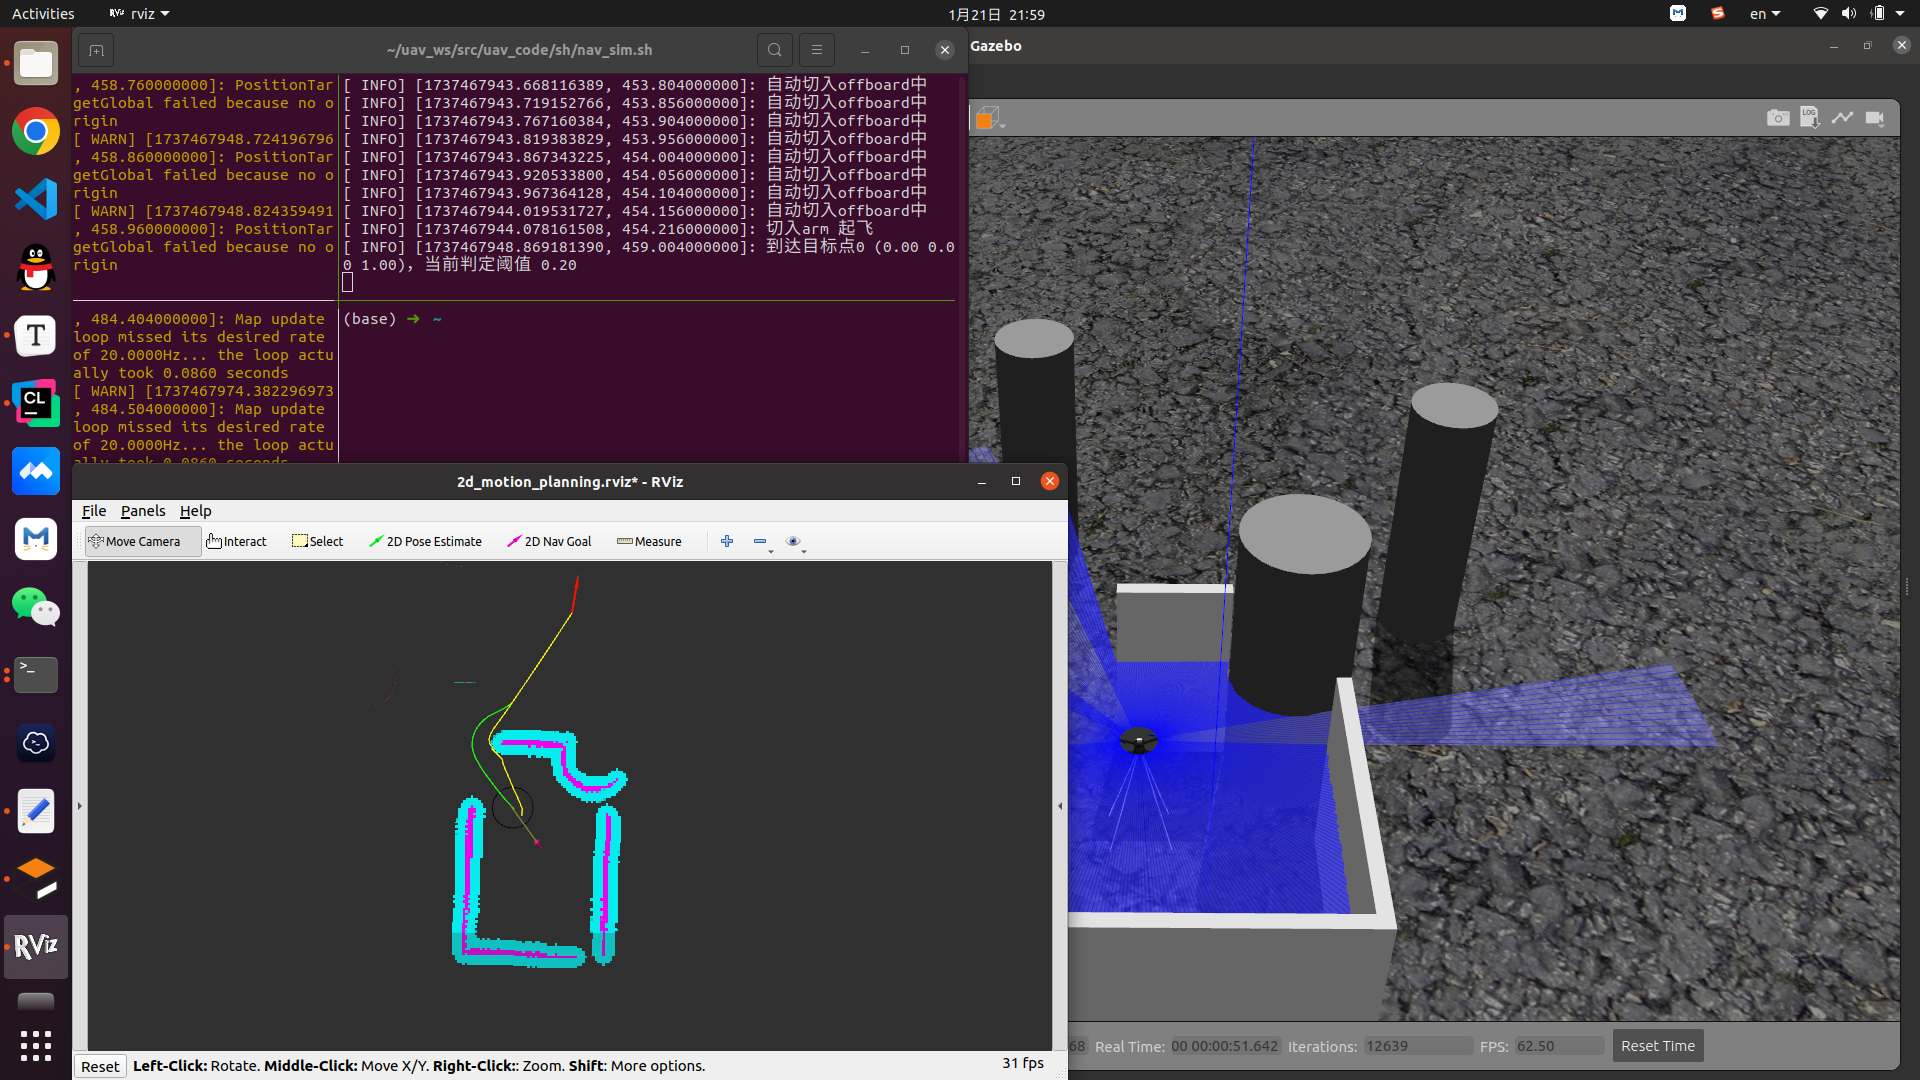 Activities
RViz rviz
1月21日 21:59
en
~/uav_ws/src/uav_code/sh/nav_sim.sh
Gazebo
, 458.760000000]: PositionTar
getGlobal failed because no o
rigin
[ WARN] [1737467948.724196796
, 458.860000000]: PositionTar
getGlobal failed because no o
rigin
[ WARN] [1737467948.824359491
, 458.960000000]: PositionTar
getGlobal failed because no o
rigin
[ INFO] [1737467943.668116389, 453.804000000]: 自动切入offboard中
[ INFO] [1737467943.719152766, 453.856000000]: 自动切入offboard中
[ INFO] [1737467943.767160384, 453.904000000]: 自动切入offboard中
[ INFO] [1737467943.819383829, 453.956000000]: 自动切入offboard中
[ INFO] [1737467943.867343225, 454.004000000]: 自动切入offboard中
[ INFO] [1737467943.920533800, 454.056000000]: 自动切入offboard中
[ INFO] [1737467943.967364128, 454.104000000]: 自动切入offboard中
[ INFO] [1737467944.019531727, 454.156000000]: 自动切入offboard中
[ INFO] [1737467944.078161508, 454.216000000]: 切入arm 起飞
[ INFO] [1737467948.869181390, 459.004000000]: 到达目标点0 (0.00 0.0
0 1.00), 当前判定阈值 0.20
, 484.404000000]: Map update
loop missed its desired rate
of 20.0000Hz... the loop actu
ally took 0.0860 seconds
[ WARN] [1737467974.382296973
, 484.504000000]: Map update
loop missed its desired rate
of 20.0000Hz... the loop actu
ally took 0.0860 seconds
(base) ➜ ~
LOG
T
CL
2d_motion_planning.rviz* - RViz
File Panels Help
Move Camera
Interact
Select
2D Pose Estimate
2D Nav Goal
Measure
RViz
Reset
Left-Click: Rotate. Middle-Click: Move X/Y. Right-Click:: Zoom. Shift: More options.
31 fps
68
Real Time: 00 00:00:51.642
Iterations: 12639
FPS: 62.50
Reset Time